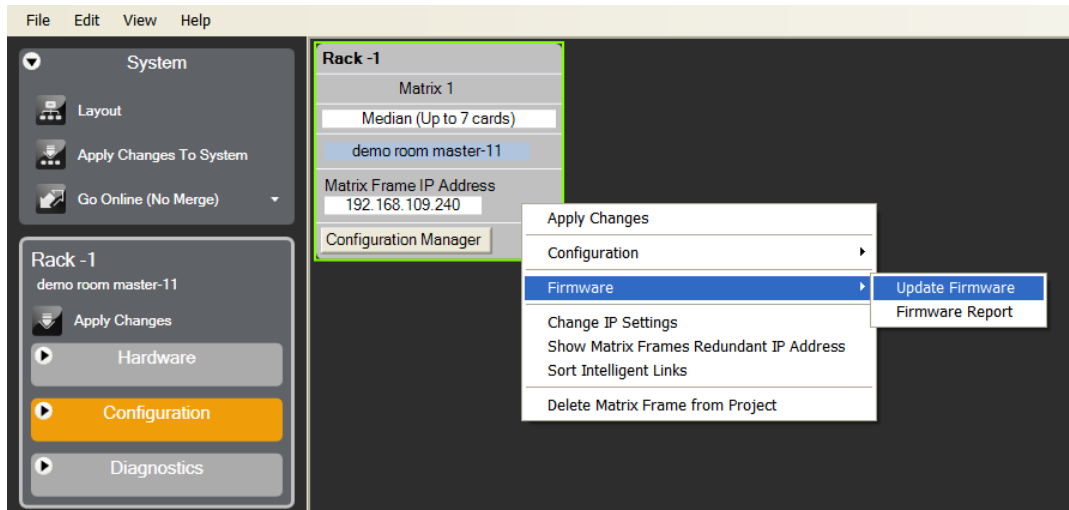 File Edit View Help
System
Layout
Apply Changes To System
Go Online (No Merge)
Rack -1
demo room master-11
Apply Changes
Hardware
Configuration
Diagnostics
Rack -1
Matrix 1
Median (Up to 7 cards)
demo room master-11
Matrix Frame IP Address
192.168.109.240
Configuration Manager
Apply Changes
Configuration
Firmware
Change IP Settings
Show Matrix Frames Redundant IP Address
Sort Intelligent Links
Delete Matrix Frame from Project
Update Firmware
Firmware Report